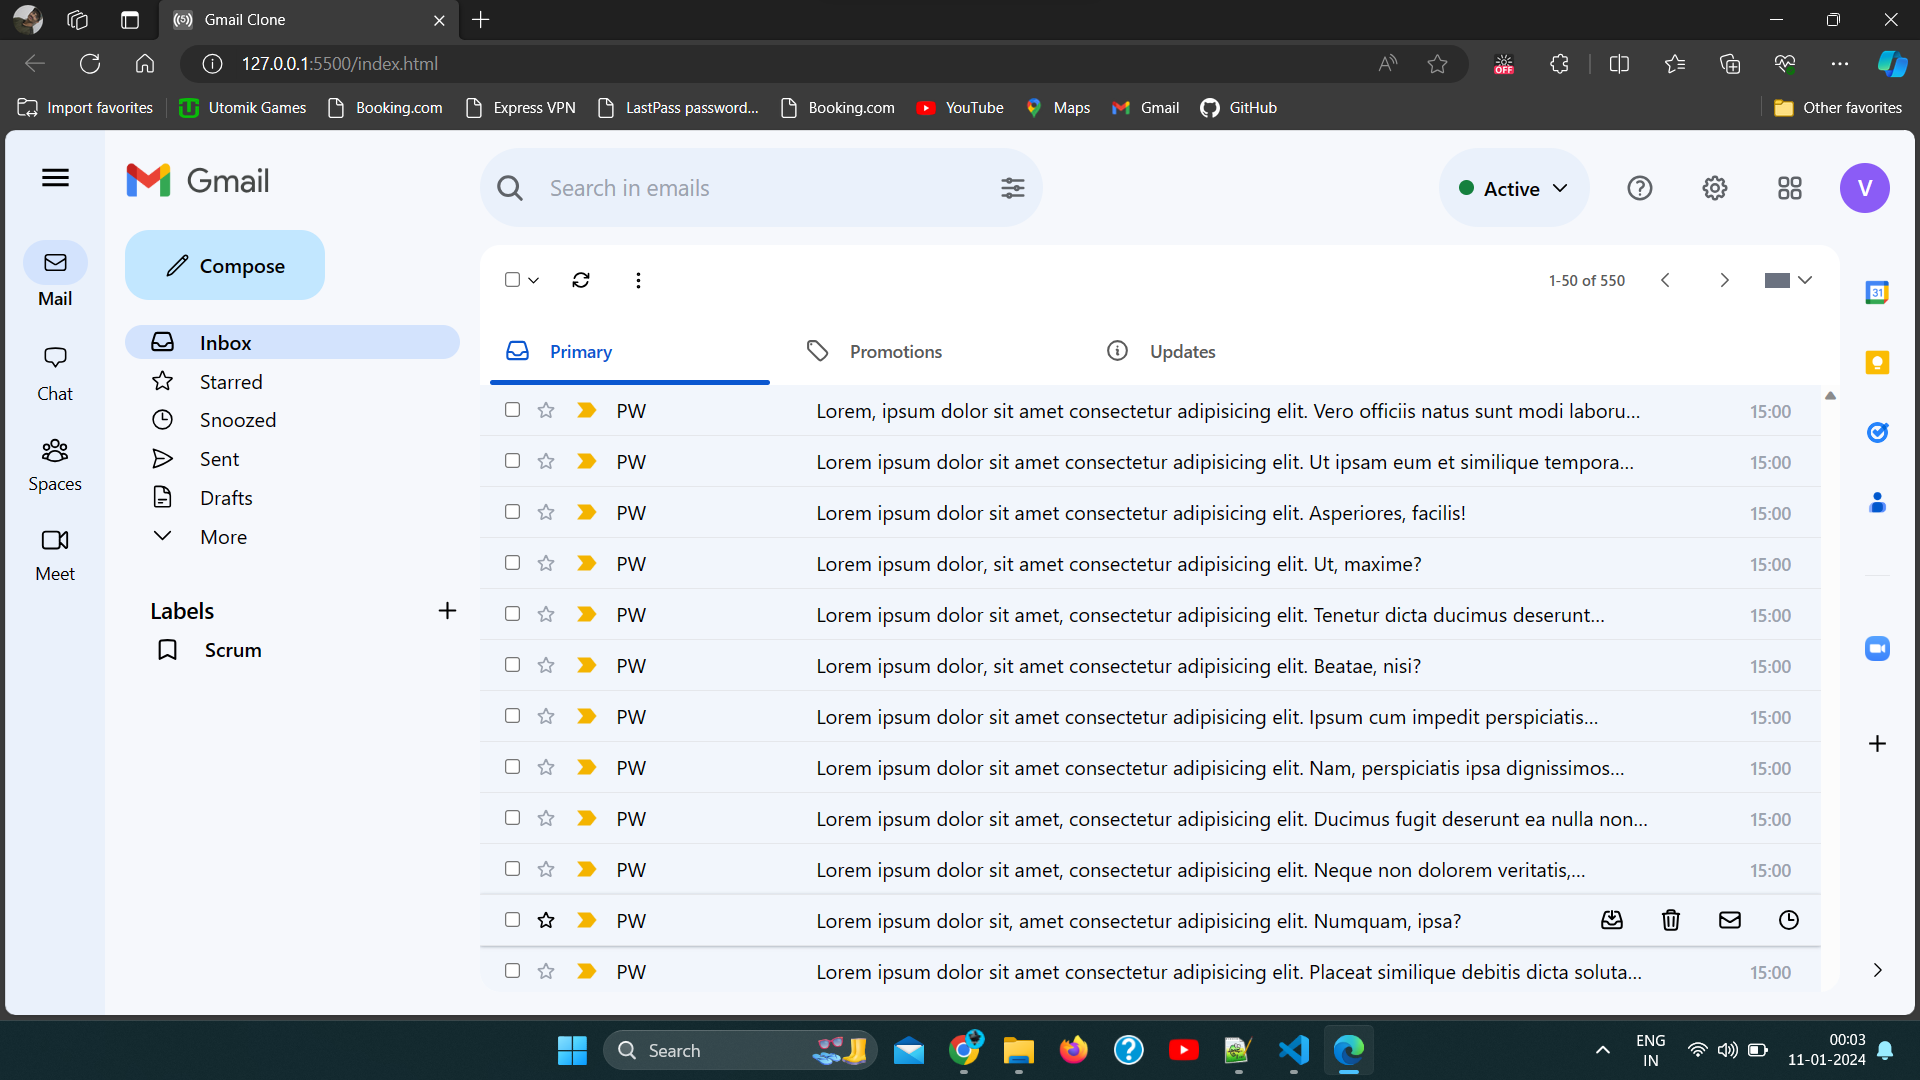 Gmail Clone
127.0.0.1:5500/index.html
OFF
Import favorites
Utomik Games
Booking.com
Express VPN
LastPass password...
Booking.com
YouTube
Maps
Gmail
GitHub
Other favorites
Gmail
Search in emails
Active
V
Compose
Mail
Chat
Spaces
Meet
Inbox
Starred
Snoozed
Sent
Drafts
More
Labels
Scrum
1-50 of 550
31
Primary
Promotions
Updates
PW Lorem, ipsum dolor sit amet consectetur adipisicing elit. Vero officiis natus sunt modi laboru... 15:00
PW Lorem ipsum dolor sit amet consectetur adipisicing elit. Ut ipsam eum et similique tempora... 15:00
PW Lorem ipsum dolor sit amet consectetur adipisicing elit. Asperiores, facilis! 15:00
PW Lorem ipsum dolor, sit amet consectetur adipisicing elit. Ut, maxime? 15:00
PW Lorem ipsum dolor sit amet, consectetur adipisicing elit. Tenetur dicta ducimus deserunt... 15:00
PW Lorem ipsum dolor, sit amet consectetur adipisicing elit. Beatae, nisi? 15:00
PW Lorem ipsum dolor sit amet consectetur adipisicing elit. Ipsum cum impedit perspiciatis... 15:00
PW Lorem ipsum dolor sit amet consectetur adipisicing elit. Nam, perspiciatis ipsa dignissimos... 15:00
PW Lorem ipsum dolor sit amet, consectetur adipisicing elit. Ducimus fugit deserunt ea nulla non... 15:00
PW Lorem ipsum dolor sit amet, consectetur adipisicing elit. Neque non dolorem veritatis,... 15:00
PW Lorem ipsum dolor sit, amet consectetur adipisicing elit. Numquam, ipsa?
PW Lorem ipsum dolor sit amet consectetur adipisicing elit. Placeat similique debitis dicta soluta... 15:00
Search
ENG
IN
00:03
11-01-2024